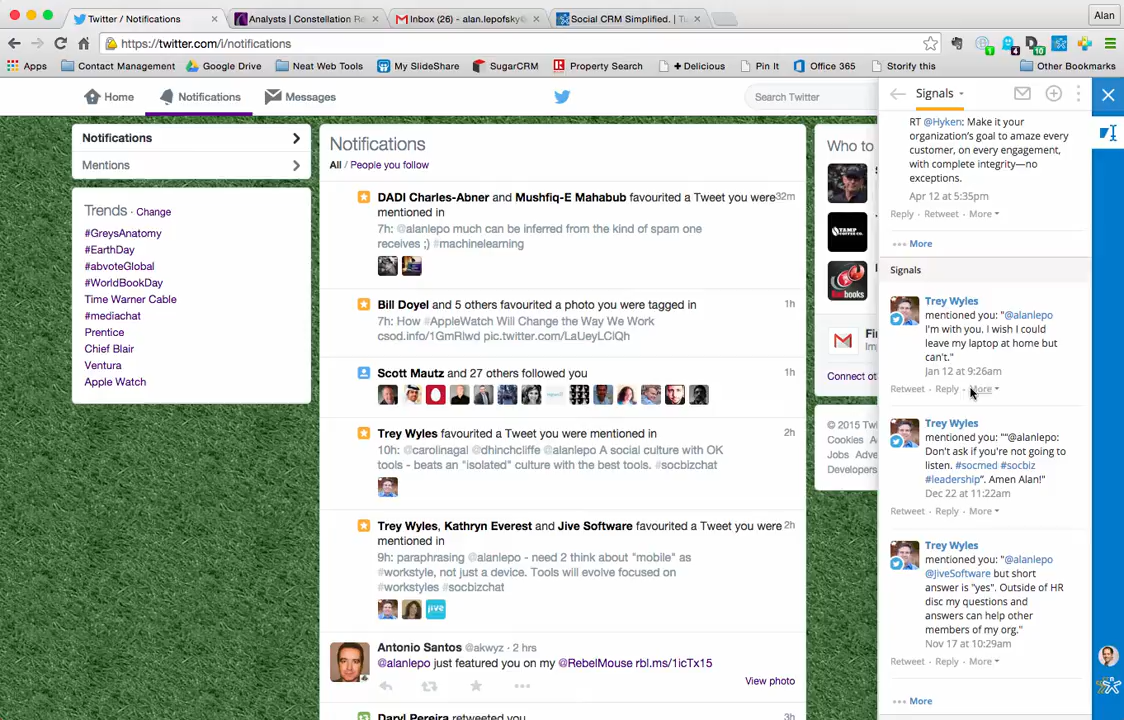 Twitter / Notifications
Analysts | Constellation Re
Inbox (26) - alan.lepofsky@
Social CRM Simplified. | Tu
Alan
https://twitter.com/i/notifications
1
4
10
Apps
Contact Management
Google Drive
Neat Web Tools
My SlideShare
SugarCRM
Property Search
+ Delicious
Pin It
Office 365
Storify this
Other Bookmarks
Home
Notifications
Messages
Search Twitter
Notifications
Mentions
Trends · Change
#GreysAnatomy
#EarthDay
#abvoteGlobal
#WorldBookDay
Time Warner Cable
#mediachat
Prentice
Chief Blair
Ventura
Apple Watch
Notifications
All / People you follow
DADI Charles-Abner and Mushfiq-E Mahabub favourited a Tweet you were 32m
mentioned in
7h: @alanlepo much can be inferred from the kind of spam one
receives ;) #machinelearning
Bill Doyel and 5 others favourited a photo you were tagged in 1h
7h: How #AppleWatch Will Change the Way We Work
csod.info/1GmRlwd pic.twitter.com/LaUeyLCiQh
Scott Mautz and 27 others followed you 1h
Trey Wyles favourited a Tweet you were mentioned in 2h
10h: @carolinagal @dhinchcliffe @alanlepo A social culture with OK
tools - beats an "isolated" culture with the best tools. #socbizchat
Trey Wyles, Kathryn Everest and Jive Software favourited a Tweet you were 2h
mentioned in
9h: paraphrasing @alanlepo - need 2 think about "mobile" as
#workstyle, not just a device. Tools will evolve focused on
#workstyles #socbizchat
jive
Antonio Santos @akwyz · 2 hrs
@alanlepo just featured you on my @RebelMouse rbl.ms/1icTx15
View photo
Daryl Pereira retweeted you 3h
Who to
STAMP
COFFEE CO.
books
Connect ot
© 2015 Twi
Cookies
Jobs
Developers
Signals
RT @Hyken: Make it your
organization's goal to amaze every
customer, on every engagement,
with complete integrity—no
exceptions.
Apr 12 at 5:35pm
Reply · Retweet · More
More
Signals
Trey Wyles
mentioned you: "@alanlepo
I'm with you. I wish I could
leave my laptop at home but
can't."
Jan 12 at 9:26am
Retweet · Reply · More
Trey Wyles
mentioned you: ""@alanlepo:
Don't ask if you're not going to
listen. #socmed #socbiz
#leadership". Amen Alan!"
Dec 22 at 11:22am
Retweet · Reply · More
Trey Wyles
mentioned you: "@alanlepo
@JiveSoftware but short
answer is "yes". Outside of HR
disc my questions and
answers can help other
members of my org."
Nov 17 at 10:29am
Retweet · Reply · More
More